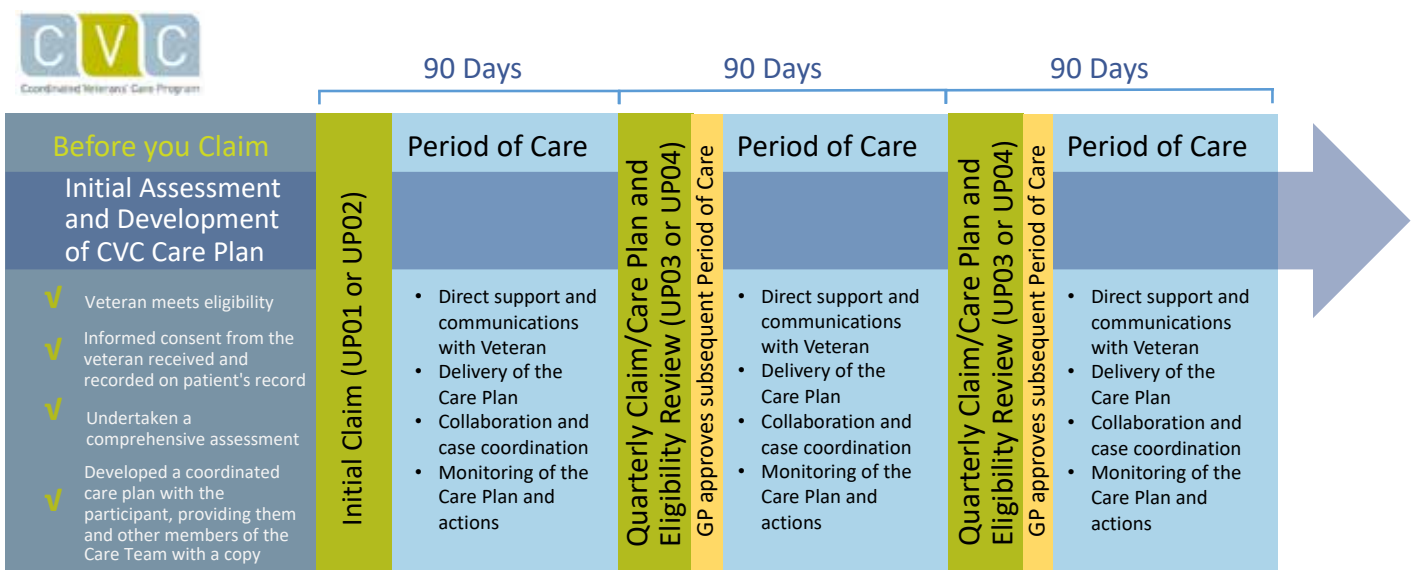 CVC
Coordinated Veterans' Care Program
90 Days
90 Days
90 Days
Before you Claim
Initial Assessment
and Development
of CVC Care Plan
√ Veteran meets eligibility
√ Informed consent from the
veteran received and
recorded on patient's record
√ Undertaken a
comprehensive assessment
√ Developed a coordinated
care plan with the
participant, providing them
and other members of the
Care Team with a copy
Initial Claim (UP01 or UP02)
Period of Care
• Direct support and
communications
with Veteran
• Delivery of the
Care Plan
• Collaboration and
case coordination
• Monitoring of the
Care Plan and
actions
Quarterly Claim/Care Plan and
Eligibility Review (UP03 or UP04)
GP approves subsequent Period of Care
Period of Care
• Direct support and
communications
with Veteran
• Delivery of the
Care Plan
• Collaboration and
case coordination
• Monitoring of the
Care Plan and
actions
Quarterly Claim/Care Plan and
Eligibility Review (UP03 or UP04)
GP approves subsequent Period of Care
Period of Care
• Direct support and
communications
with Veteran
• Delivery of the
Care Plan
• Collaboration and
case coordination
• Monitoring of the
Care Plan and
actions